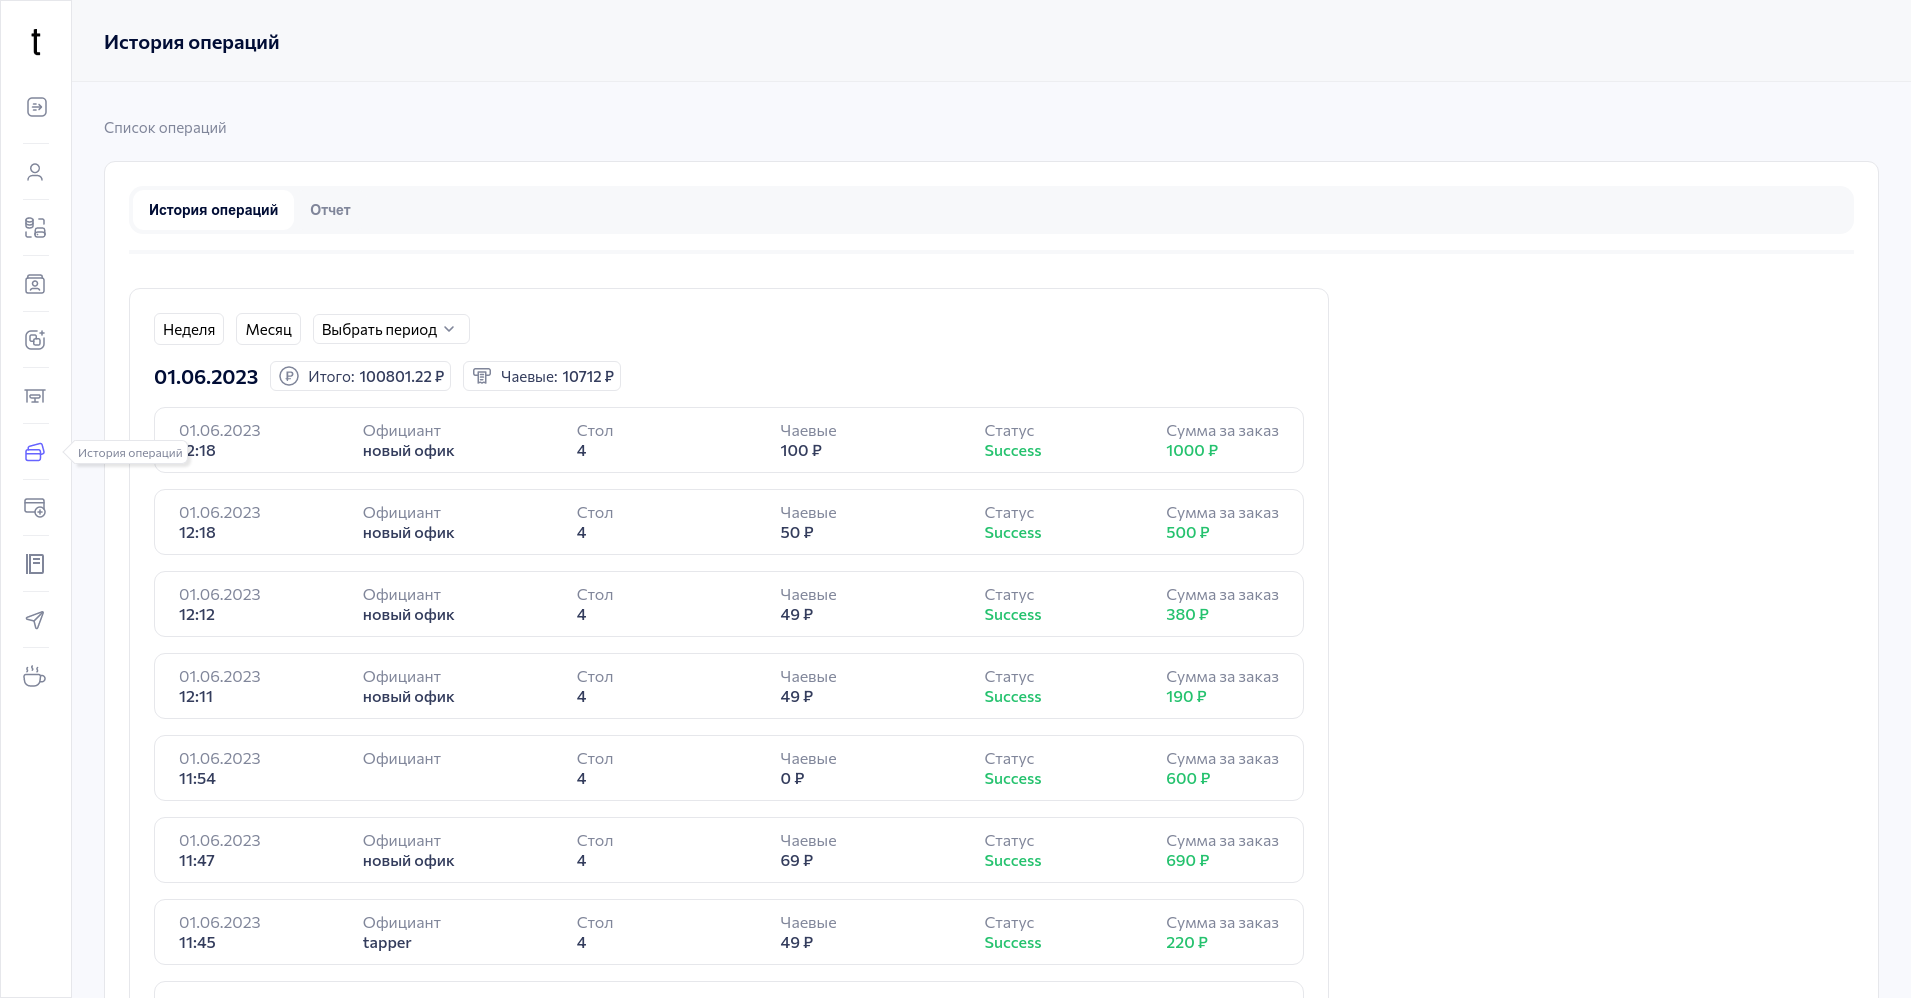 t
История операций
Список операций
История операций Отчет
Неделя Месяц Выбрать период
01.06.2023 Итого: 100801.22 ₽ Чаевые: 10712 ₽
01.06.2023 Официант Стол Чаевые Статус Сумма за заказ
2:18 новый офик 4 100 ₽ Success 1000 ₽
История операций
01.06.2023 Официант Стол Чаевые Статус Сумма за заказ
12:18 новый офик 4 50 ₽ Success 500 ₽
01.06.2023 Официант Стол Чаевые Статус Сумма за заказ
12:12 новый офик 4 49 ₽ Success 380 ₽
01.06.2023 Официант Стол Чаевые Статус Сумма за заказ
12:11 новый офик 4 49 ₽ Success 190 ₽
01.06.2023 Официант Стол Чаевые Статус Сумма за заказ
11:54 4 0 ₽ Success 600 ₽
01.06.2023 Официант Стол Чаевые Статус Сумма за заказ
11:47 новый офик 4 69 ₽ Success 690 ₽
01.06.2023 Официант Стол Чаевые Статус Сумма за заказ
11:45 tapper 4 49 ₽ Success 220 ₽